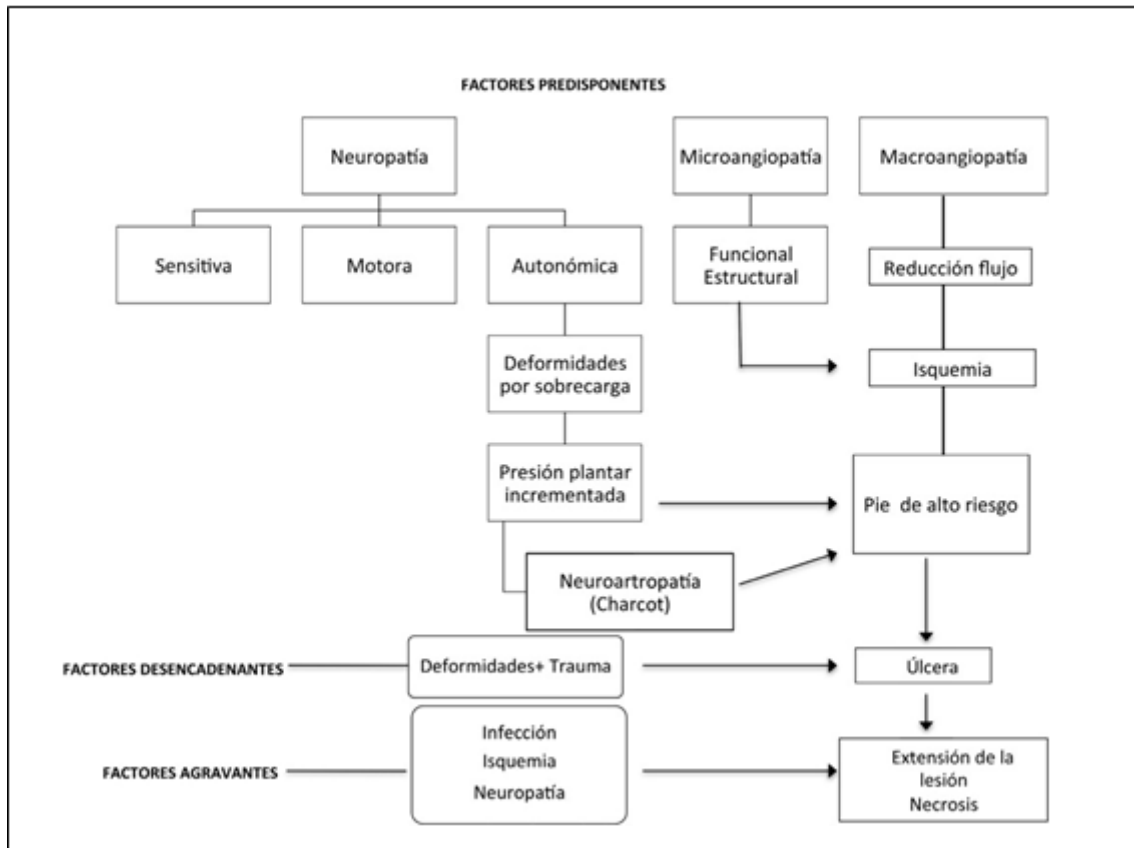 FACTORES PREDISPONENTES
Neuropatía
Microangiopatía
Macroangiopatía
Sensitiva
Motora
Autonómica
Funcional
Estructural
Reducción flujo
Deformidades
por sobrecarga
Isquemia
Presión plantar
incrementada
Pie de alto riesgo
Neuroartropatía
(Charcot)
FACTORES DESENCADENANTES
Deformidades+ Trauma
Úlcera
FACTORES AGRAVANTES
Infección
Isquemia
Neuropatía
Extensión de la
lesión
Necrosis